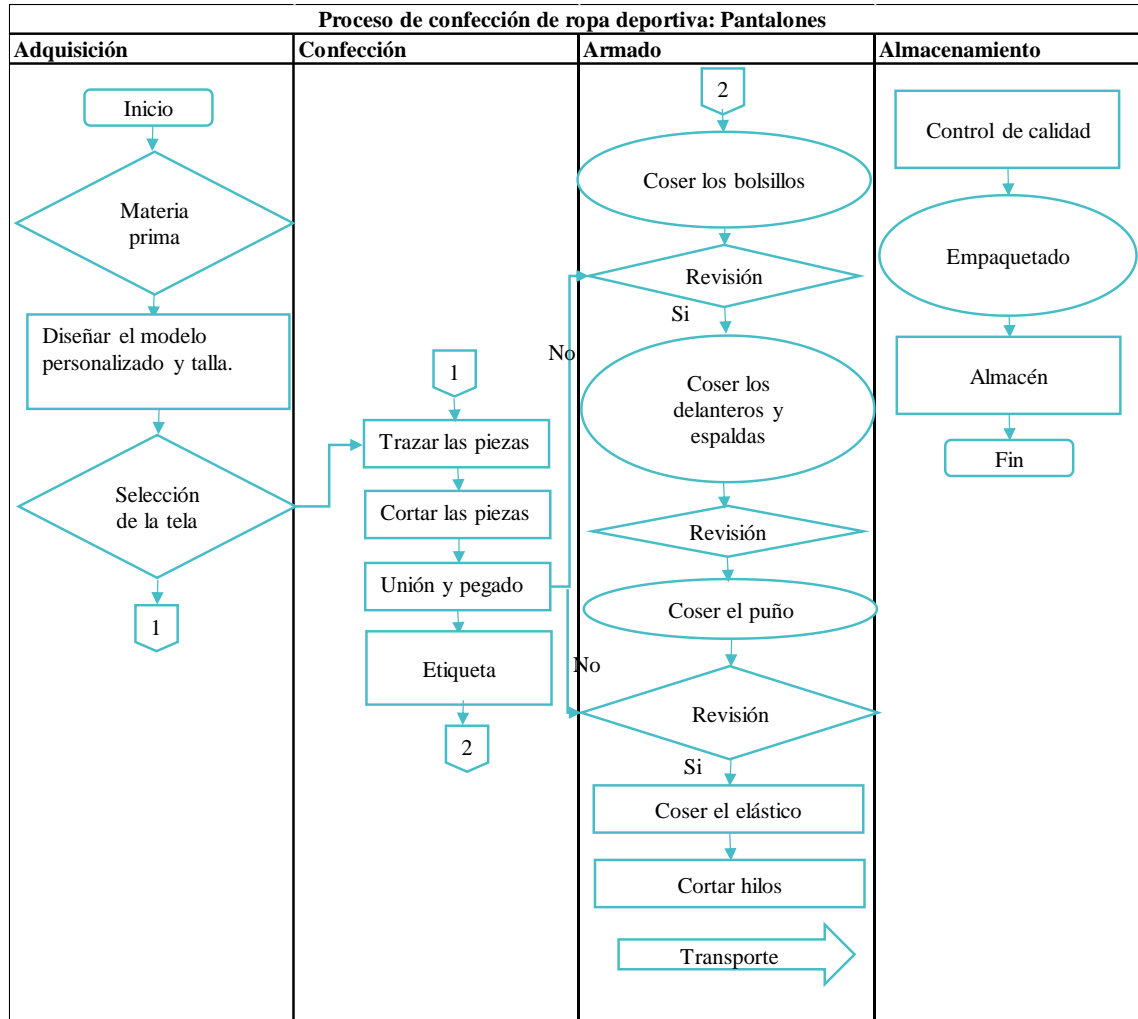 Proceso de confección de ropa deportiva: Pantalones
Adquisición
Confección
Armado
Almacenamiento
Inicio
Materia
prima
Diseñar el modelo
personalizado y talla.
Selección
de la tela
1
1
Trazar las piezas
Cortar las piezas
Unión y pegado
Etiqueta
2
No
No
2
Coser los bolsillos
Revisión
Si
Coser los
delanteros y
espaldas
Revisión
Coser el puño
Revisión
Si
Coser el elástico
Cortar hilos
Transporte
Control de calidad
Empaquetado
Almacén
Fin